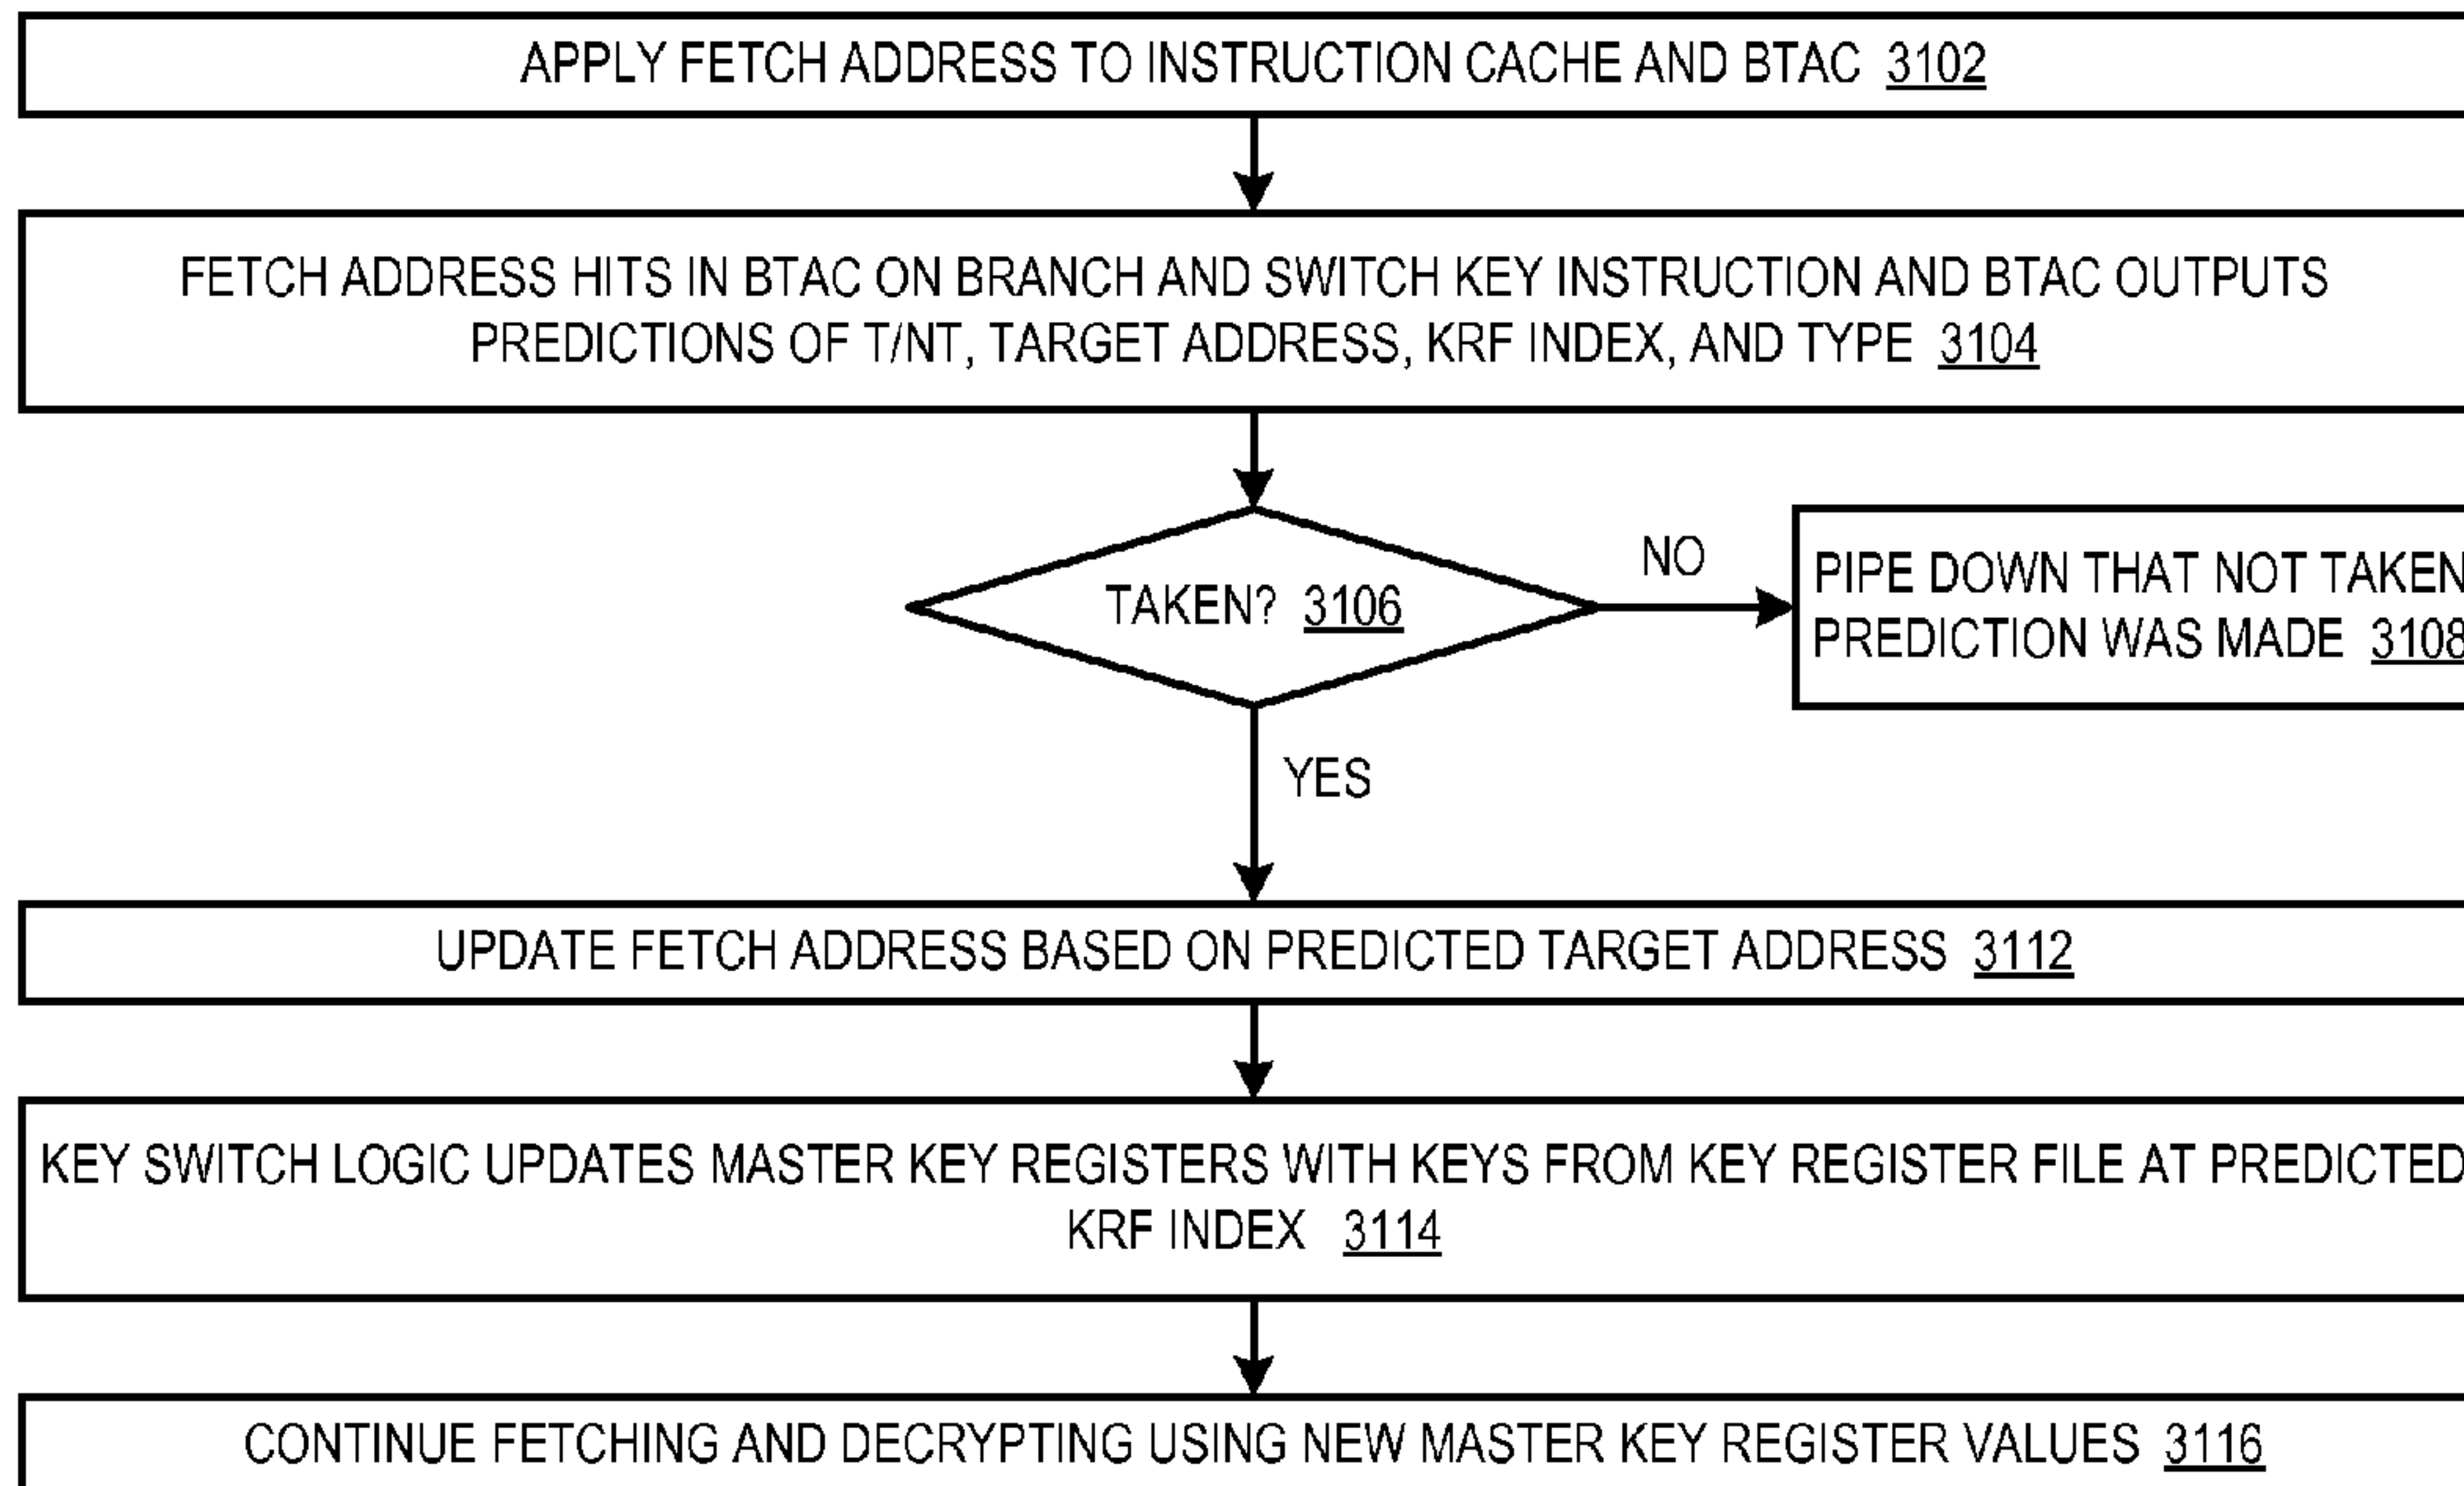 APPLY FETCH ADDRESS TO INSTRUCTION CACHE AND BTAC 3102
FETCH ADDRESS HITS IN BTAC ON BRANCH AND SWITCH KEY INSTRUCTION AND BTAC OUTPUTS
PREDICTIONS OF T/NT, TARGET ADDRESS, KRF INDEX, AND TYPE 3104
TAKEN? 3106
NO
PIPE DOWN THAT NOT TAKEN
PREDICTION WAS MADE 3108
YES
UPDATE FETCH ADDRESS BASED ON PREDICTED TARGET ADDRESS 3112
KEY SWITCH LOGIC UPDATES MASTER KEY REGISTERS WITH KEYS FROM KEY REGISTER FILE AT PREDICTED
KRF INDEX 3114
CONTINUE FETCHING AND DECRYPTING USING NEW MASTER KEY REGISTER VALUES 3116